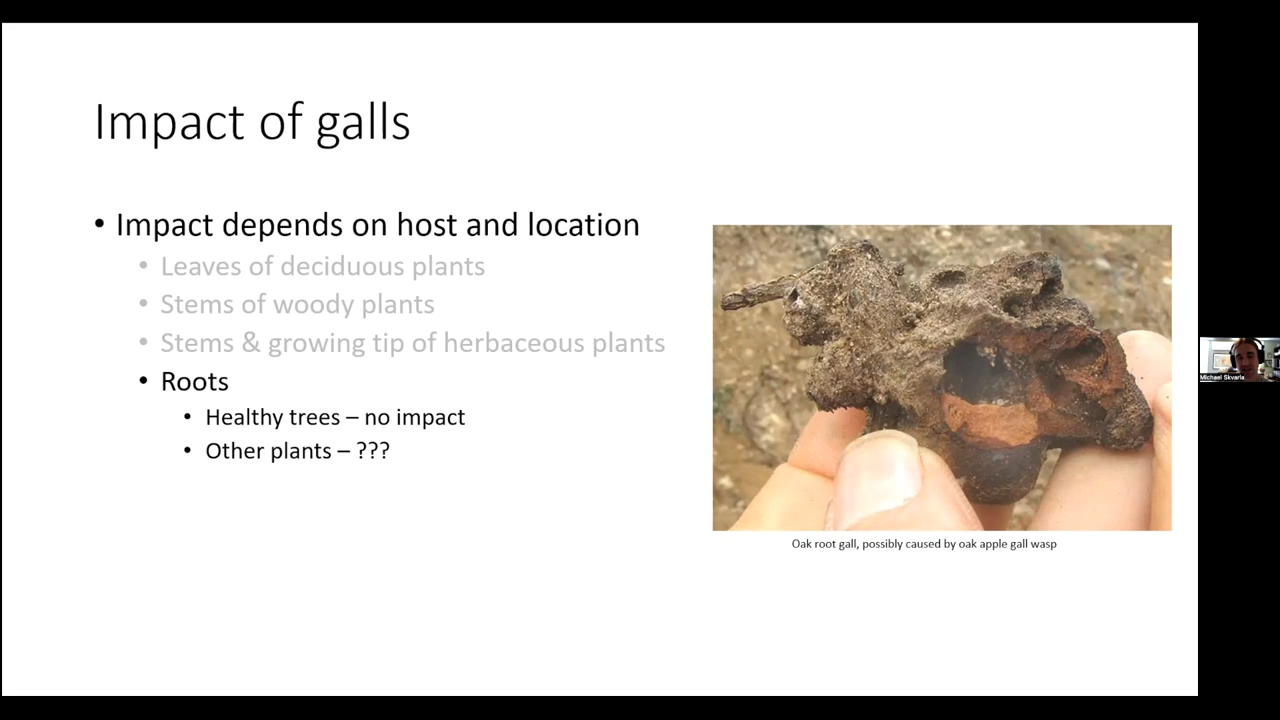 Impact of galls
• Impact depends on host and location
• Leaves of deciduous plants
• Stems of woody plants
• Stems & growing tip of herbaceous plants
• Roots
• Healthy trees – no impact
• Other plants – ???
Oak root gall, possibly caused by oak apple gall wasp
Michael Skvarla